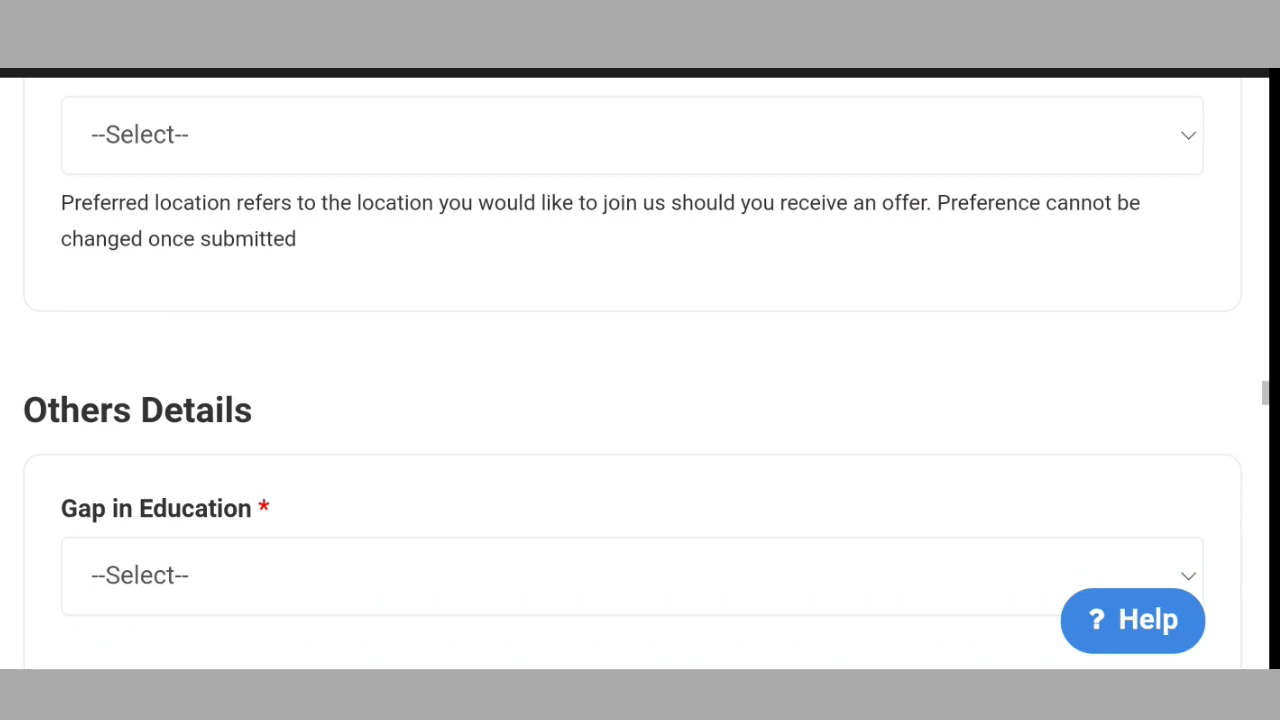 --Select--
Preferred location refers to the location you would like to join us should you receive an offer. Preference cannot be
changed once submitted
Others Details
Gap in Education *
--Select--
? Help